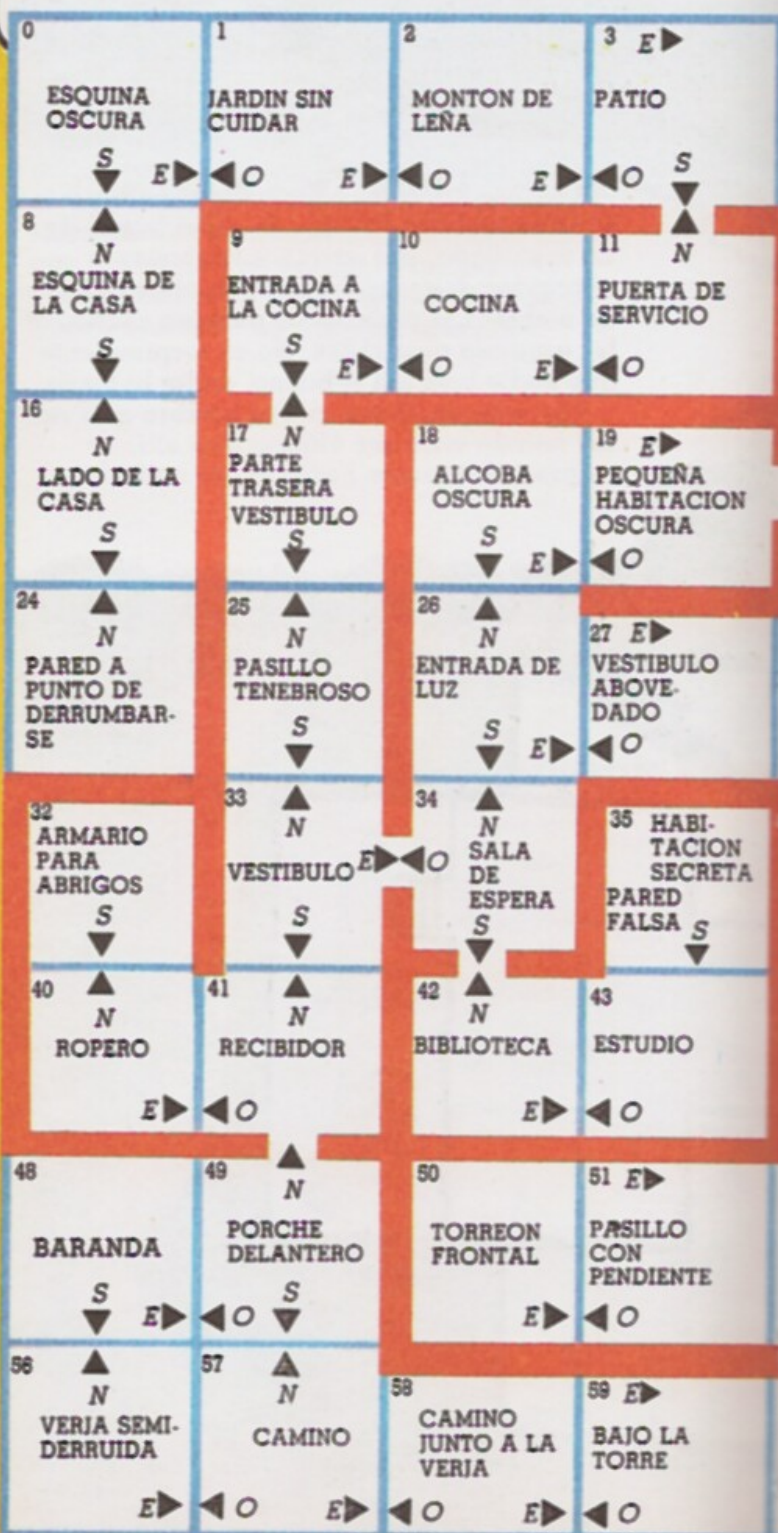 0
ESQUINA
OSCURA
S
E
1
JARDIN SIN
CUIDAR
O
E
2
MONTON DE
LEÑA
O
E
3 E
PATIO
S
O
8
N
ESQUINA DE
LA CASA
S
9
ENTRADA A
LA COCINA
S
E
10
COCINA
O
E
11
N
PUERTA DE
SERVICIO
O
16
N
LADO DE LA
CASA
S
17
N
PARTE
TRASERA
VESTIBULO
S
18
ALCOBA
OSCURA
S
E
19 E
PEQUEÑA
HABITACION
OSCURA
O
24
N
PARED A
PUNTO DE
DERRUMBAR-
SE
25
N
PASILLO
TENEBROSO
S
26
N
ENTRADA DE
LUZ
S
E
27 E
VESTIBULO
ABOVE-
DADO
O
32
ARMARIO
PARA
ABRIGOS
S
33
N
VESTIBULO E
S
34
N
O SALA
DE
ESPERA
S
35 HABI-
TACION
SECRETA
PARED
FALSA S
40
N
ROPERO
E
41
N
RECIBIDOR
O
42
N
BIBLIOTECA
E
43
ESTUDIO
O
48
BARANDA
S
E
49
N
PORCHE
DELANTERO
O S
50
TORREON
FRONTAL
E
51 E
PASILLO
CON
PENDIENTE
O
56
N
VERJA SEMI-
DERRUIDA
E
57
N
CAMINO
O E
58
CAMINO
JUNTO A LA
VERJA
O E
59 E
BAJO LA
TORRE
O